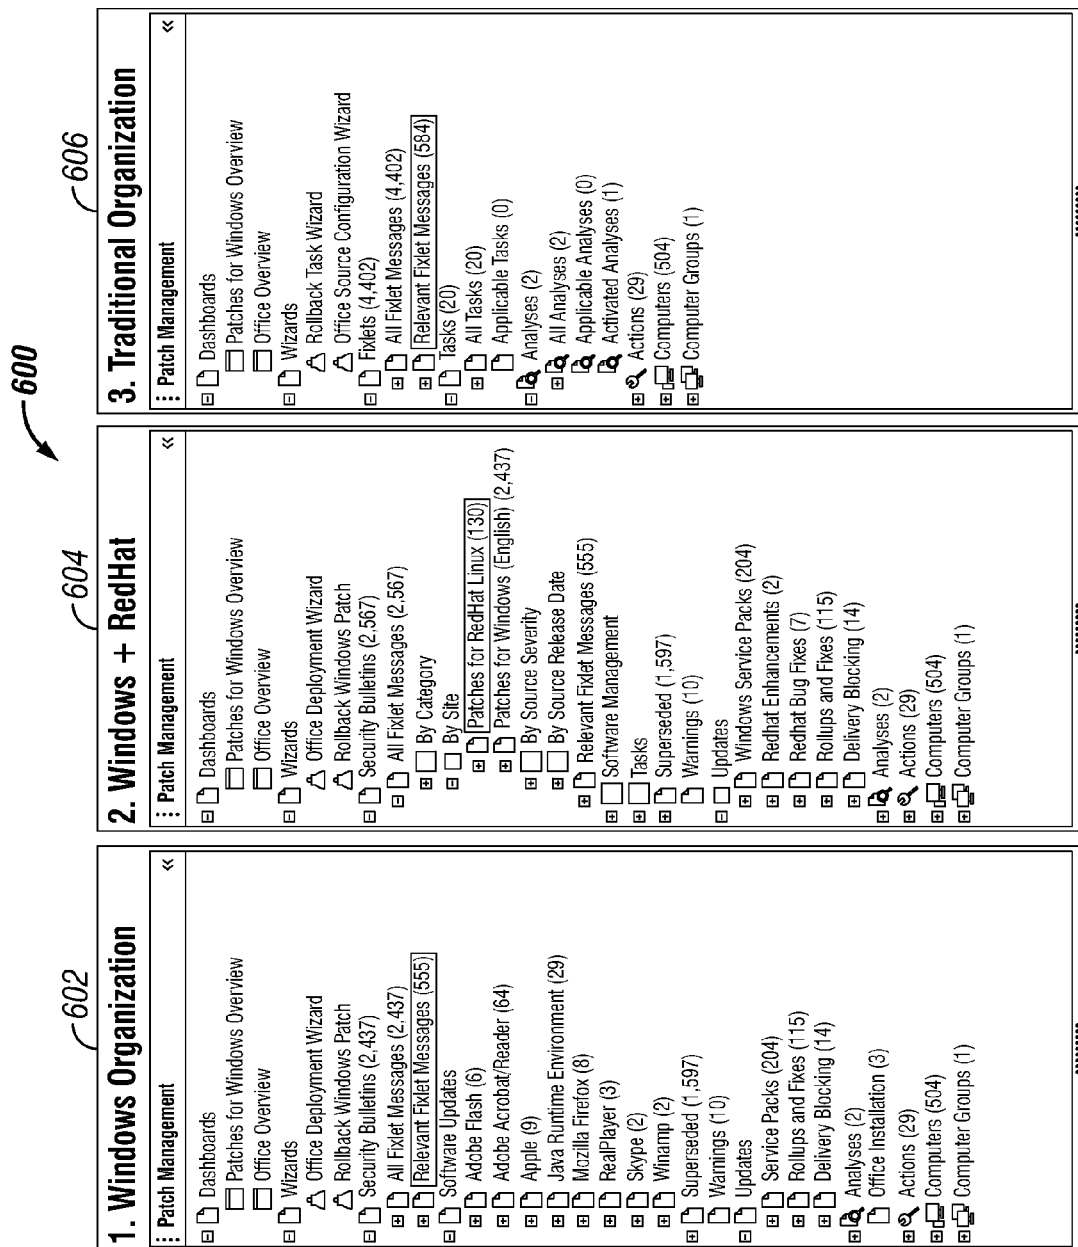 600
602
1. Windows Organization
Patch Management
«
Dashboards
Patches for Windows Overview
Office Overview
Wizards
Office Deployment Wizard
Rollback Windows Patch
Security Bulletins (2,437)
All Fixlet Messages (2,437)
Relevant Fixlet Messages (555)
Software Updates
Adobe Flash (6)
Adobe Acrobat/Reader (64)
Apple (9)
Java Runtime Environment (29)
Mozilla Firefox (8)
RealPlayer (3)
Skype (2)
Winamp (2)
Superseded (1,597)
Warnings (10)
Updates
Service Packs (204)
Rollups and Fixes (115)
Delivery Blocking (14)
Analyses (2)
Office Installation (3)
Actions (29)
Computers (504)
Computer Groups (1)
604
2. Windows + RedHat
Patch Management
«
Dashboards
Patches for Windows Overview
Office Overview
Wizards
Office Deployment Wizard
Rollback Windows Patch
Security Bulletins (2,567)
All Fixlet Messages (2,567)
By Category
By Site
Patches for RedHat Linux (130)
Patches for Windows (English) (2,437)
By Source Severity
By Source Release Date
Relevant Fixlet Messages (555)
Software Management
Tasks
Superseded (1,597)
Warnings (10)
Updates
Windows Service Packs (204)
Redhat Enhancements (2)
Redhat Bug Fixes (7)
Rollups and Fixes (115)
Delivery Blocking (14)
Analyses (2)
Actions (29)
Computers (504)
Computer Groups (1)
606
3. Traditional Organization
Patch Management
«
Dashboards
Patches for Windows Overview
Office Overview
Wizards
Rollback Task Wizard
Office Source Configuration Wizard
Fixlets (4,402)
All Fixlet Messages (4,402)
Relevant Fixlet Messages (584)
Tasks (20)
All Tasks (20)
Applicable Tasks (0)
Analyses (2)
All Analyses (2)
Applicable Analyses (0)
Activated Analyses (1)
Actions (29)
Computers (504)
Computer Groups (1)